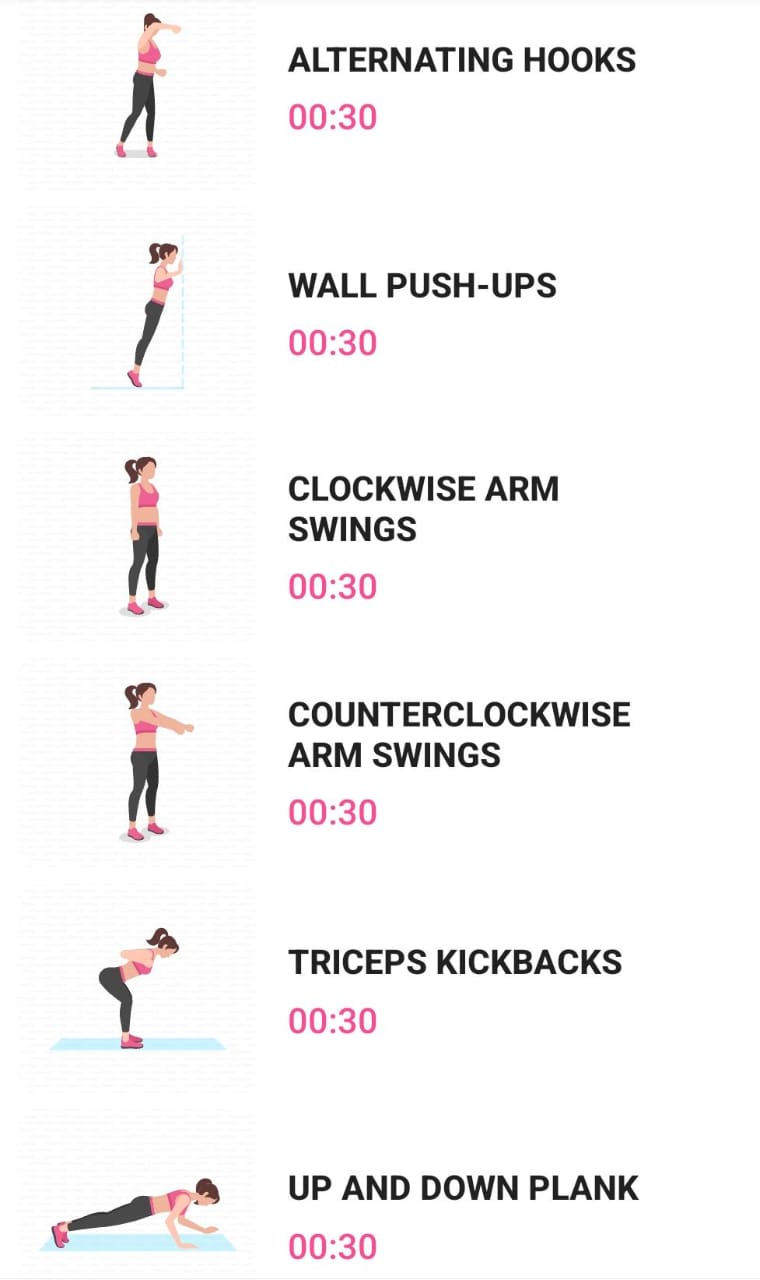 ALTERNATING HOOKS
00:30
WALL PUSH-UPS
00:30
CLOCKWISE ARM
SWINGS
00:30
COUNTERCLOCKWISE
ARM SWINGS
00:30
TRICEPS KICKBACKS
00:30
UP AND DOWN PLANK
00:30